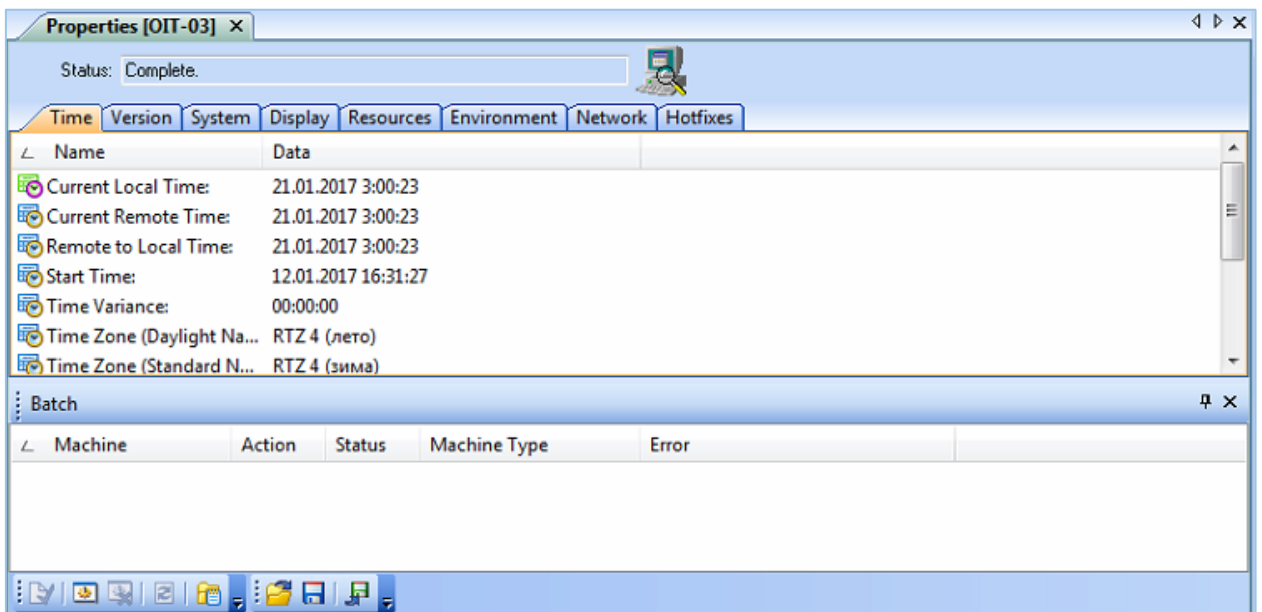 Properties [OIT-03]
Status: Complete.
Time Version System Display Resources Environment Network Hotfixes
Name Data
Current Local Time: 21.01.2017 3:00:23
Current Remote Time: 21.01.2017 3:00:23
Remote to Local Time: 21.01.2017 3:00:23
Start Time: 12.01.2017 16:31:27
Time Variance: 00:00:00
Time Zone (Daylight Na... RTZ 4 (лето)
Time Zone (Standard N... RTZ 4 (зима)
Batch
Machine Action Status Machine Type Error